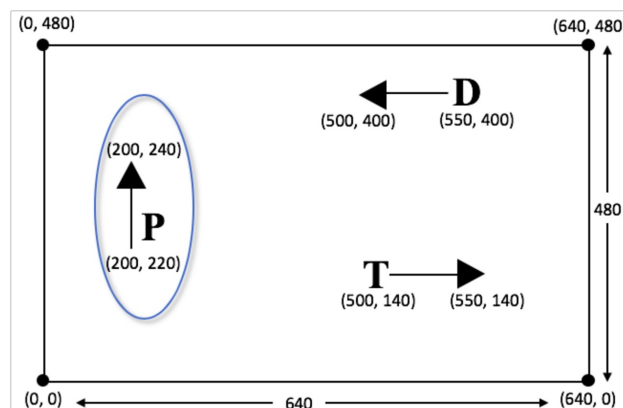 (0, 480) (640, 480)
D
(500, 400) (550, 400)
(200, 240)
P
480
(200, 220)
T
(500, 140) (550, 140)
(0, 0) 640 (640, 0)